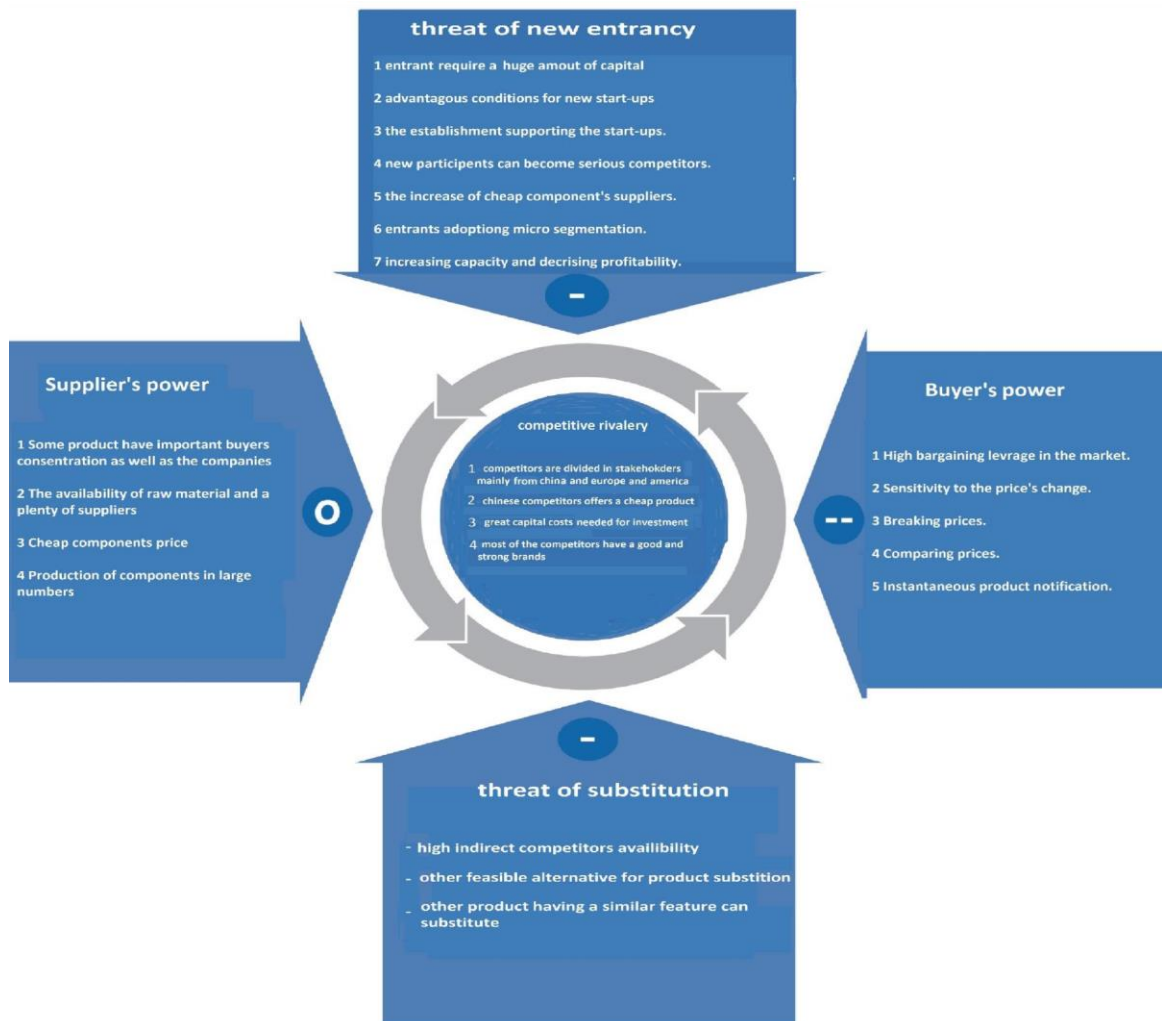 threat of new entrancy
1 entrant require a huge amout of capital
2 advantagous conditions for new start-ups
3 the establishment supporting the start-ups.
4 new participents can become serious competitors.
5 the increase of cheap component's suppliers.
6 entrants adoptiong micro segmentation.
7 increasing capacity and decrising profitability.
-
Supplier's power
1 Some product have important buyers
consentration as well as the companies
2 The availability of raw material and a
plenty of suppliers
3 Cheap components price
4 Production of components in large
numbers
O
competitive rivalery
1 competitors are divided in stakehokders
mainly from china and europe and america
2 chinese competitors offers a cheap product
3 great capital costs needed for investment
4 most of the competitors have a good and
strong brands
Buyer's power
1 High bargaining levrage in the market.
2 Sensitivity to the price's change.
3 Breaking prices.
4 Comparing prices.
5 Instantaneous product notification.
--
-
threat of substitution
- high indirect competitors availibility
- other feasible alternative for product substition
- other product having a similar feature can
substitute